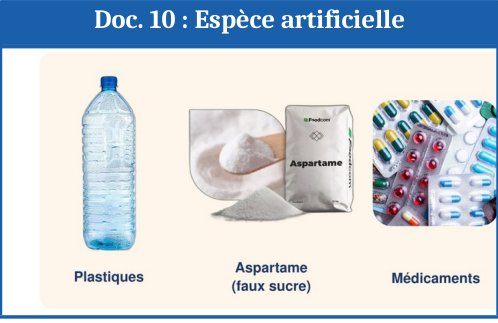 Doc. 10 : Espèce artificielle
Foodcom
Aspartame
Plastiques
Aspartame
(faux sucre)
Médicaments